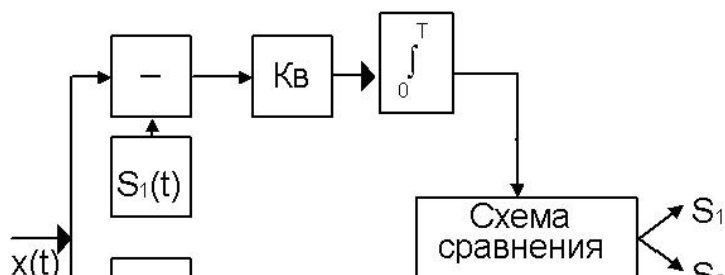 T
∫
0
–
Кв
S₁(t)
Схема
сравнения
S₁
x(t)